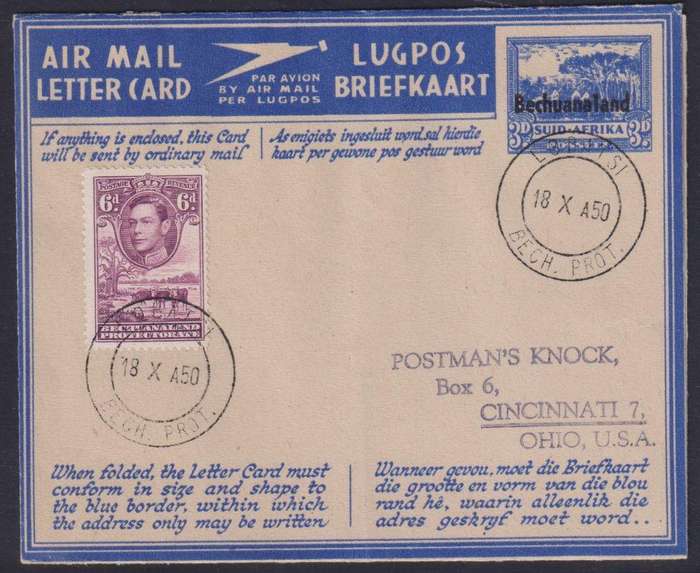 AIR MAIL
LETTER CARD
PAR AVION
BY AIR MAIL
PER LUGPOS
LUGPOS
BRIEFKAART
Bechuanaland
3D SUID-AFRIKA 3D
If anything is enclosed, this Card
will be sent by ordinary mail
As enigiets ingesluit word, sal hierdie
kaart per gewone pos gestuur word
POSTAGE REVENUE
6d. 6d
BECHUANALAND
PROTECTORATE
18 X A50
BECH. PROT.
18 X A50
BECH. PROT.
POSTMAN'S KNOCK,
Box 6,
CINCINNATI 7,
OHIO, U.S.A.
When folded, the Letter Card must
conform in size and shape to
the blue border, within which
the address only may be written
Wanneer gevou, moet die Briefkaart
die grootte en vorm van die blou
rand hê, waarin alleenlik die
adres geskryf moet word..